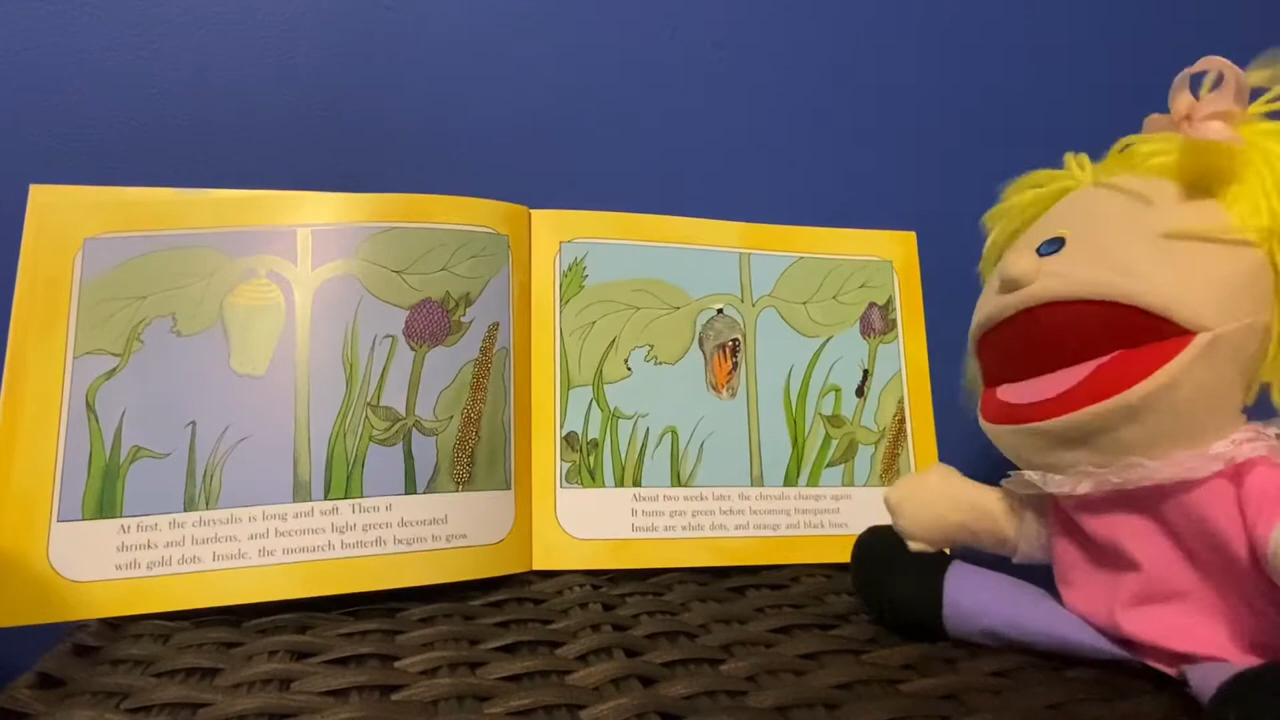 At first, the chrysalis is long and soft. Then it
shrinks and hardens, and becomes light green decorated
with gold dots. Inside, the monarch butterfly begins to grow
About two weeks later, the chrysalis changes again
It turns gray green before becoming transparent.
Inside are white dots, and orange and black lines.